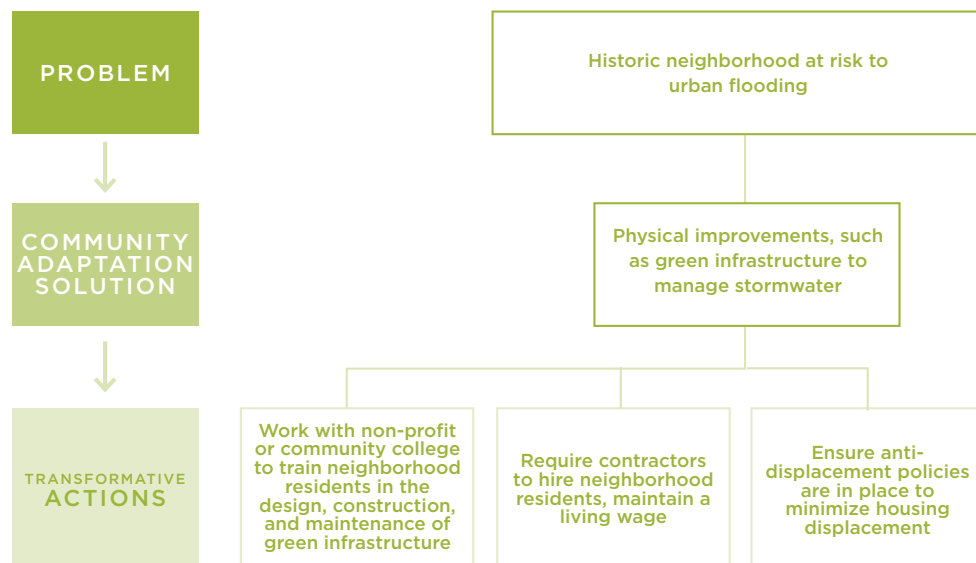 PROBLEM
Historic neighborhood at risk to
urban flooding
COMMUNITY
ADAPTATION
SOLUTION
Physical improvements, such
as green infrastructure to
manage stormwater
TRANSFORMATIVE
ACTIONS
Work with non-profit
or community college
to train neighborhood
residents in the
design, construction,
and maintenance of
green infrastructure
Require contractors
to hire neighborhood
residents, maintain a
living wage
Ensure anti-
displacement policies
are in place to
minimize housing
displacement